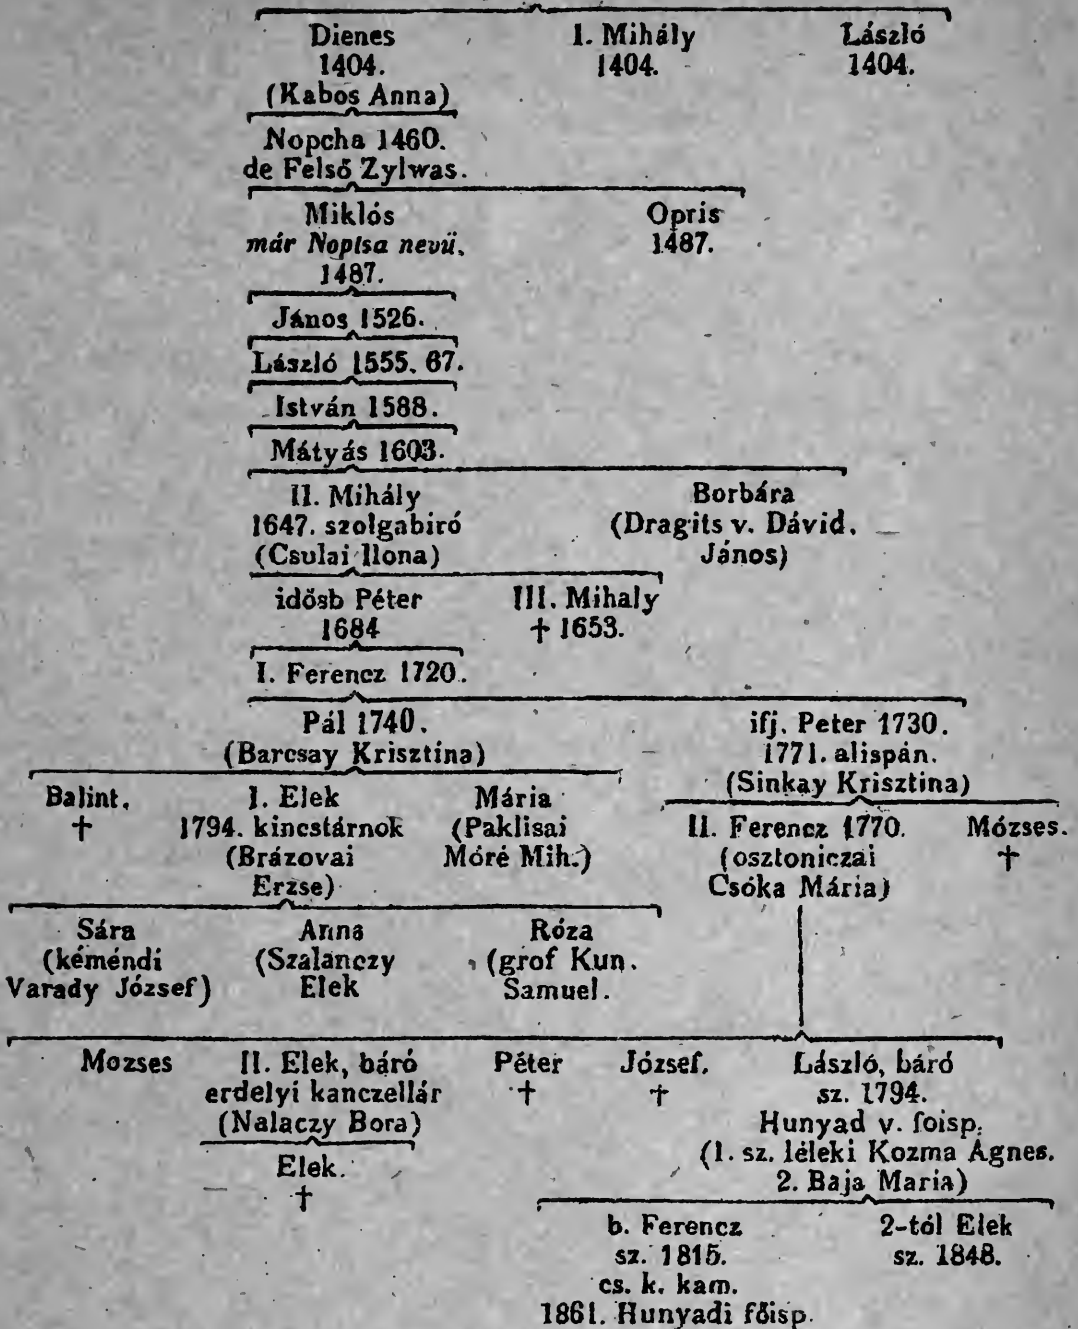 Dienes I. Mihály László
1404. 1404. 1404.
(Kabos Anna)
Nopcha 1460.
de Felső Zylwas.
Miklós Opris
már Noptsa nevü. 1487.
1487.
János 1526.
László 1555. 67.
István 1588.
Mátyás 1603.
II. Mihály Borbára
1647. szolgabiró (Dragits v. Dávid.
(Csulai Ilona) János)
idősb Péter III. Mihaly
1684 † 1653.
I. Ferencz 1720.
Pál 1740. ifj. Peter 1730.
(Barcsay Krisztina) 1771. alispán.
(Sinkay Krisztina)
Balint. I. Elek Mária II. Ferencz 1770. Mózses.
† 1794. kincstárnok (Paklisai (osztoniczai †
(Brázovai Móré Mih.) Csóka Mária)
Erzse)
Sára Anna Róza
(kéméndi (Szalanczy (grof Kun.
Varady József) Elek Samuel.
Mozses II. Elek, báró Péter József. László, báró
erdelyi kanczellár † † sz. 1794.
(Nalaczy Bora) Hunyad v. foisp.
Elek. (1. sz. léleki Kozma Agnes.
† 2. Baja Maria)
b. Ferencz 2-tól Elek
sz. 1815. sz. 1848.
cs. k. kam.
1861. Hunyadi főisp.